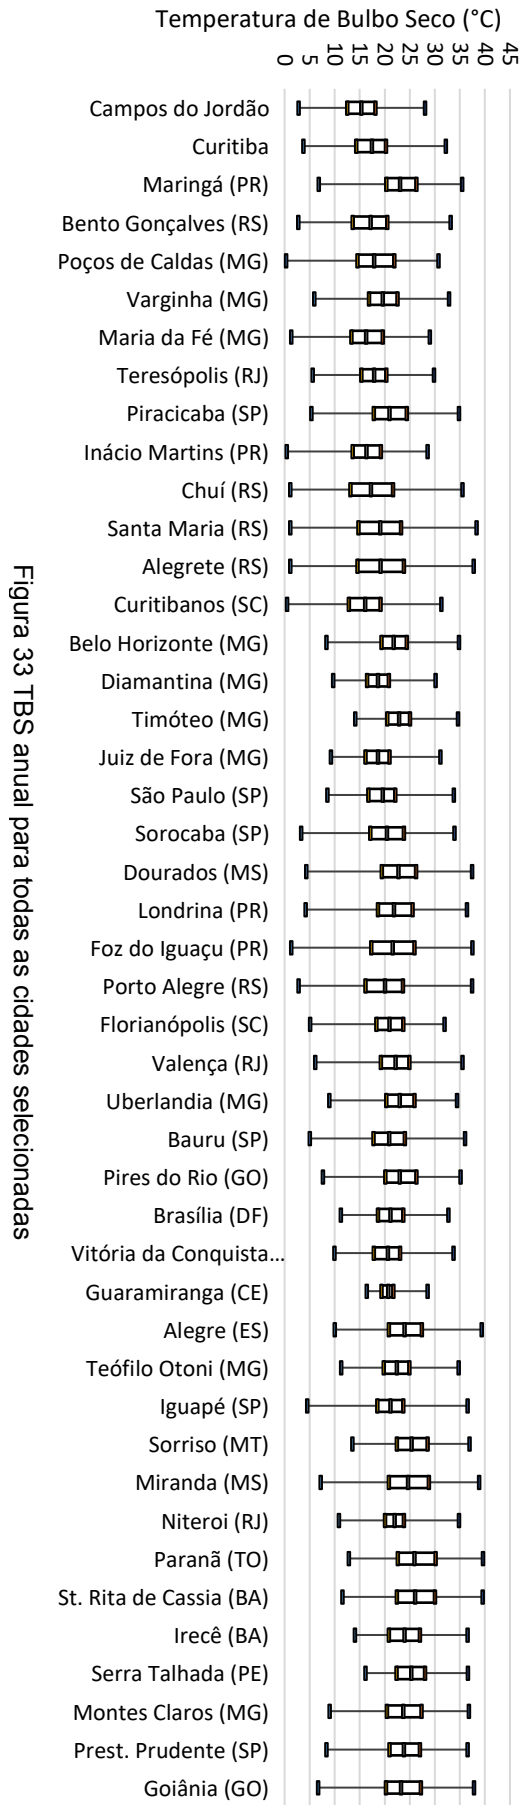 Temperatura de Bulbo Seco (°C)
0 5 10 15 20 25 30 35 40 45
Campos do Jordão
Curitiba
Maringá (PR)
Bento Gonçalves (RS)
Poços de Caldas (MG)
Varginha (MG)
Maria da Fé (MG)
Teresópolis (RJ)
Piracicaba (SP)
Inácio Martins (PR)
Chuí (RS)
Santa Maria (RS)
Alegrete (RS)
Curitibanos (SC)
Belo Horizonte (MG)
Diamantina (MG)
Timóteo (MG)
Juiz de Fora (MG)
São Paulo (SP)
Sorocaba (SP)
Dourados (MS)
Londrina (PR)
Foz do Iguaçu (PR)
Porto Alegre (RS)
Florianópolis (SC)
Valença (RJ)
Uberlandia (MG)
Bauru (SP)
Pires do Rio (GO)
Brasília (DF)
Vitória da Conquista...
Guaramiranga (CE)
Alegre (ES)
Teófilo Otoni (MG)
Iguapé (SP)
Sorriso (MT)
Miranda (MS)
Niteroi (RJ)
Paranã (TO)
St. Rita de Cassia (BA)
Irecê (BA)
Serra Talhada (PE)
Montes Claros (MG)
Prest. Prudente (SP)
Goiânia (GO)
Figura 33 TBS anual para todas as cidades selecionadas